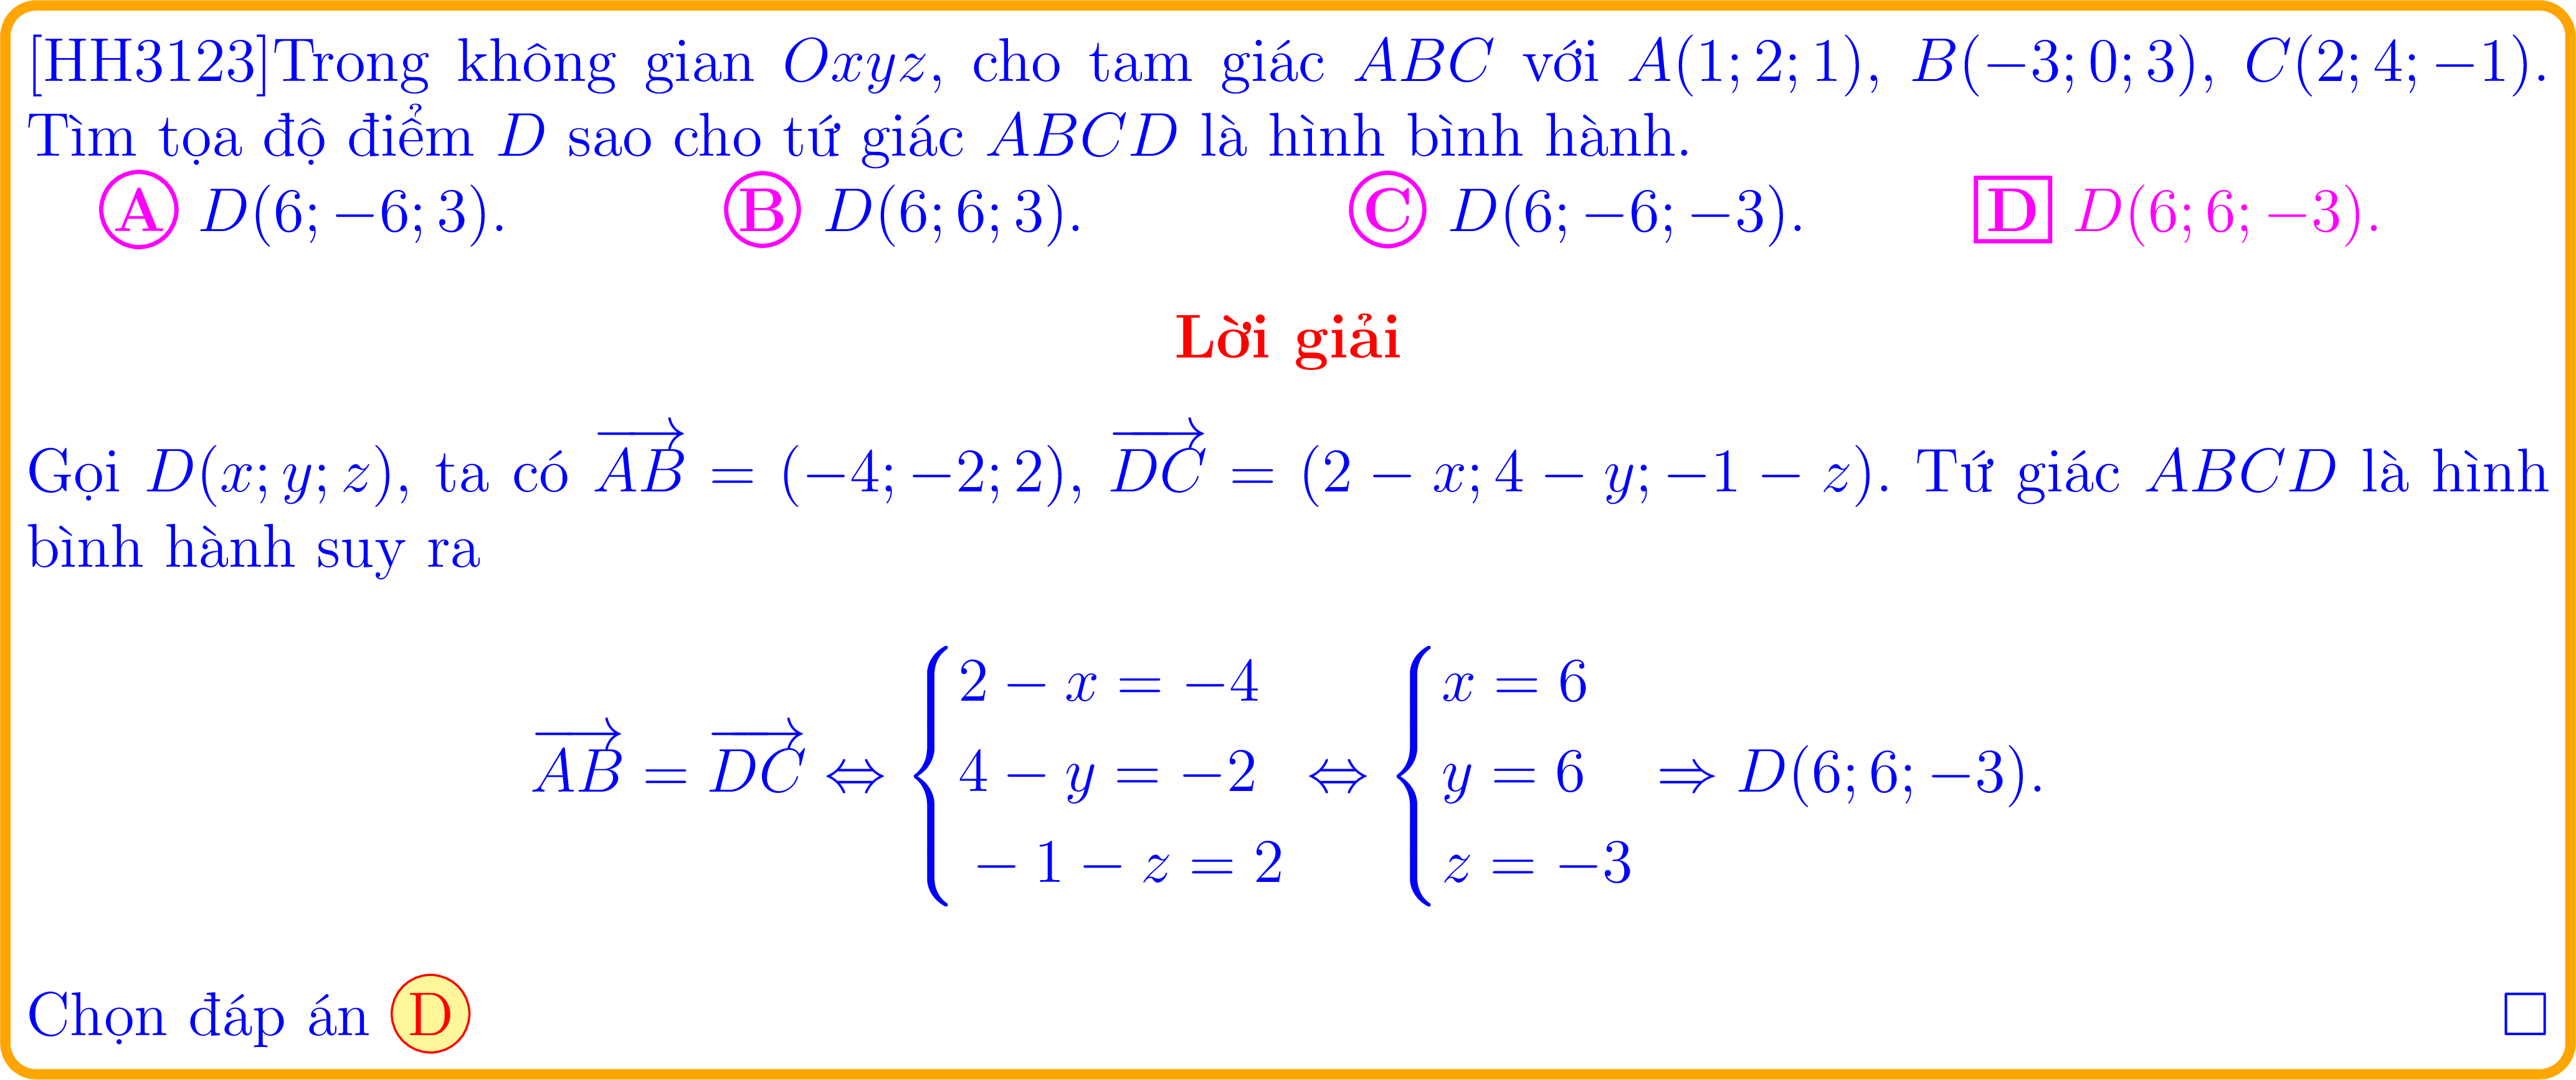 [HH3123]Trong không gian Oxyz, cho tam giác ABC với A(1; 2; 1), B(−3; 0; 3), C(2; 4; −1).
Tìm tọa độ điểm D sao cho tứ giác ABCD là hình bình hành.
A D(6; −6; 3). B D(6; 6; 3). C D(6; −6; −3). D D(6; 6; −3).
Lời giải
Gọi D(x; y; z), ta có \overrightarrow{AB} = (−4; −2; 2), \overrightarrow{DC} = (2 − x; 4 − y; −1 − z). Tứ giác ABCD là hình
bình hành suy ra
\overrightarrow{AB} = \overrightarrow{DC} ⇔ \begin{cases} 2 − x = −4 \\ 4 − y = −2 \\ −1 − z = 2 \end{cases} ⇔ \begin{cases} x = 6 \\ y = 6 \\ z = −3 \end{cases} ⇒ D(6; 6; −3).
Chọn đáp án D □